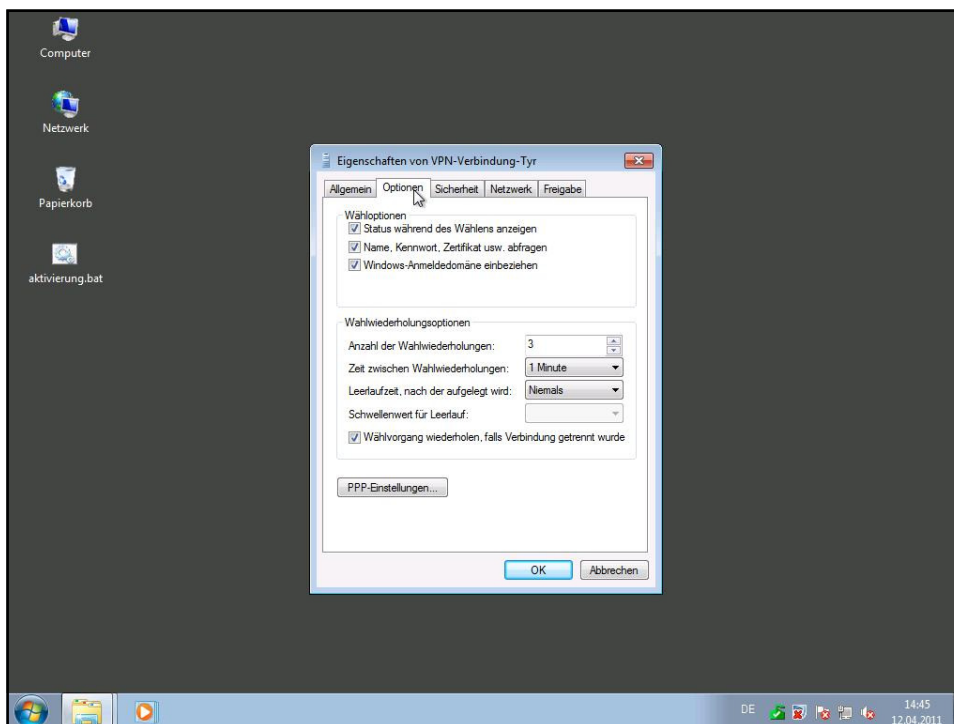 Computer
Netzwerk
Papierkorb
aktivierung.bat
Eigenschaften von VPN-Verbindung-Tyr
Allgemein Optionen Sicherheit Netzwerk Freigabe
Wähloptionen
Status während des Wählens anzeigen
Name, Kennwort, Zertifikat usw. abfragen
Windows-Anmeldedomäne einbeziehen
Wahlwiederholungsoptionen
Anzahl der Wahlwiederholungen: 3
Zeit zwischen Wahlwiederholungen: 1 Minute
Leerlaufzeit, nach der aufgelegt wird: Niemals
Schwellenwert für Leerlauf:
Wählvorgang wiederholen, falls Verbindung getrennt wurde
PPP-Einstellungen...
OK Abbrechen
DE 14:45
12.04.2011